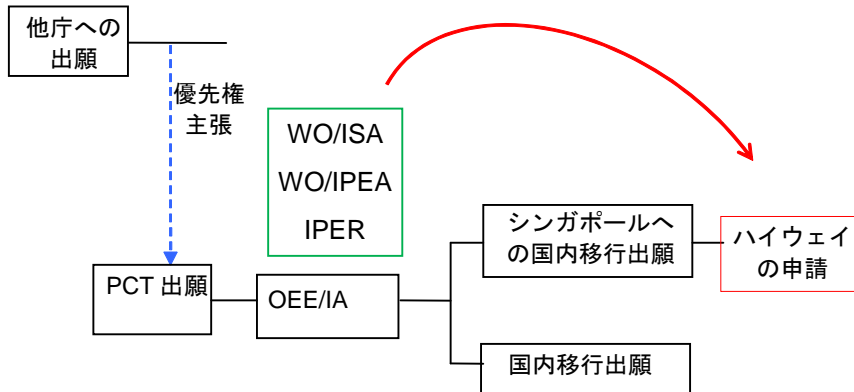 他庁への
出願
優先権
主張
WO/ISA
WO/IPEA
IPER
シンガポールへ
の国内移行出願
ハイウェイ
の申請
PCT 出願
OEE/IA
国内移行出願